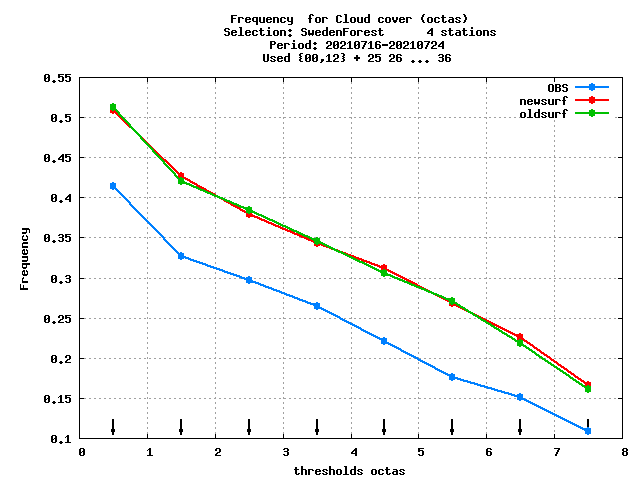 Frequency  for Cloud cover (octas)
Selection: SwedenForest      4 stations
Period: 20210716-20210724
Used {00,12} + 25 26 ... 36
OBS
newsurf
oldsurf
0.55
0.5
0.45
0.4
0.35
0.3
0.25
0.2
0.15
0.1
Frequency
0 1 2 3 4 5 6 7 8
thresholds octas